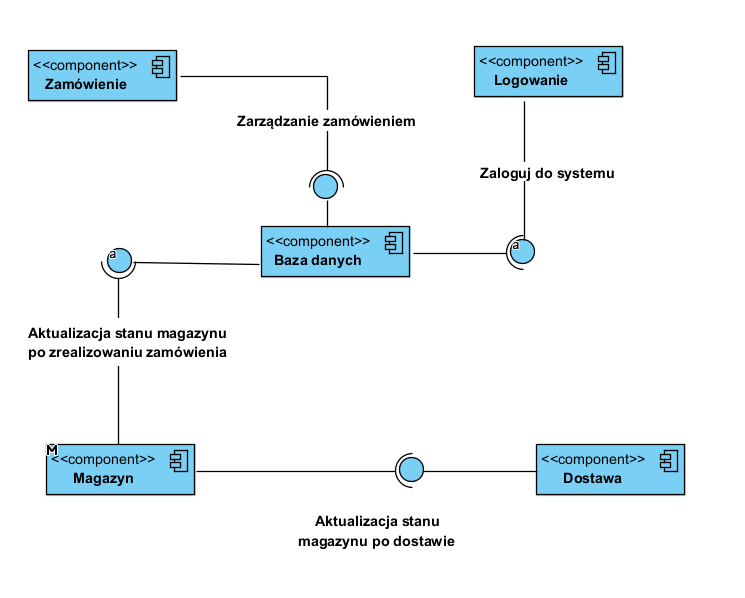 <<component>>
Zamówienie
<<component>>
Logowanie
Zarządzanie zamówieniem
Zaloguj do systemu
<<component>>
Baza danych
a
a
Aktualizacja stanu magazynu
po zrealizowaniu zamówienia
M
<<component>>
Magazyn
<<component>>
Dostawa
Aktualizacja stanu
magazynu po dostawie